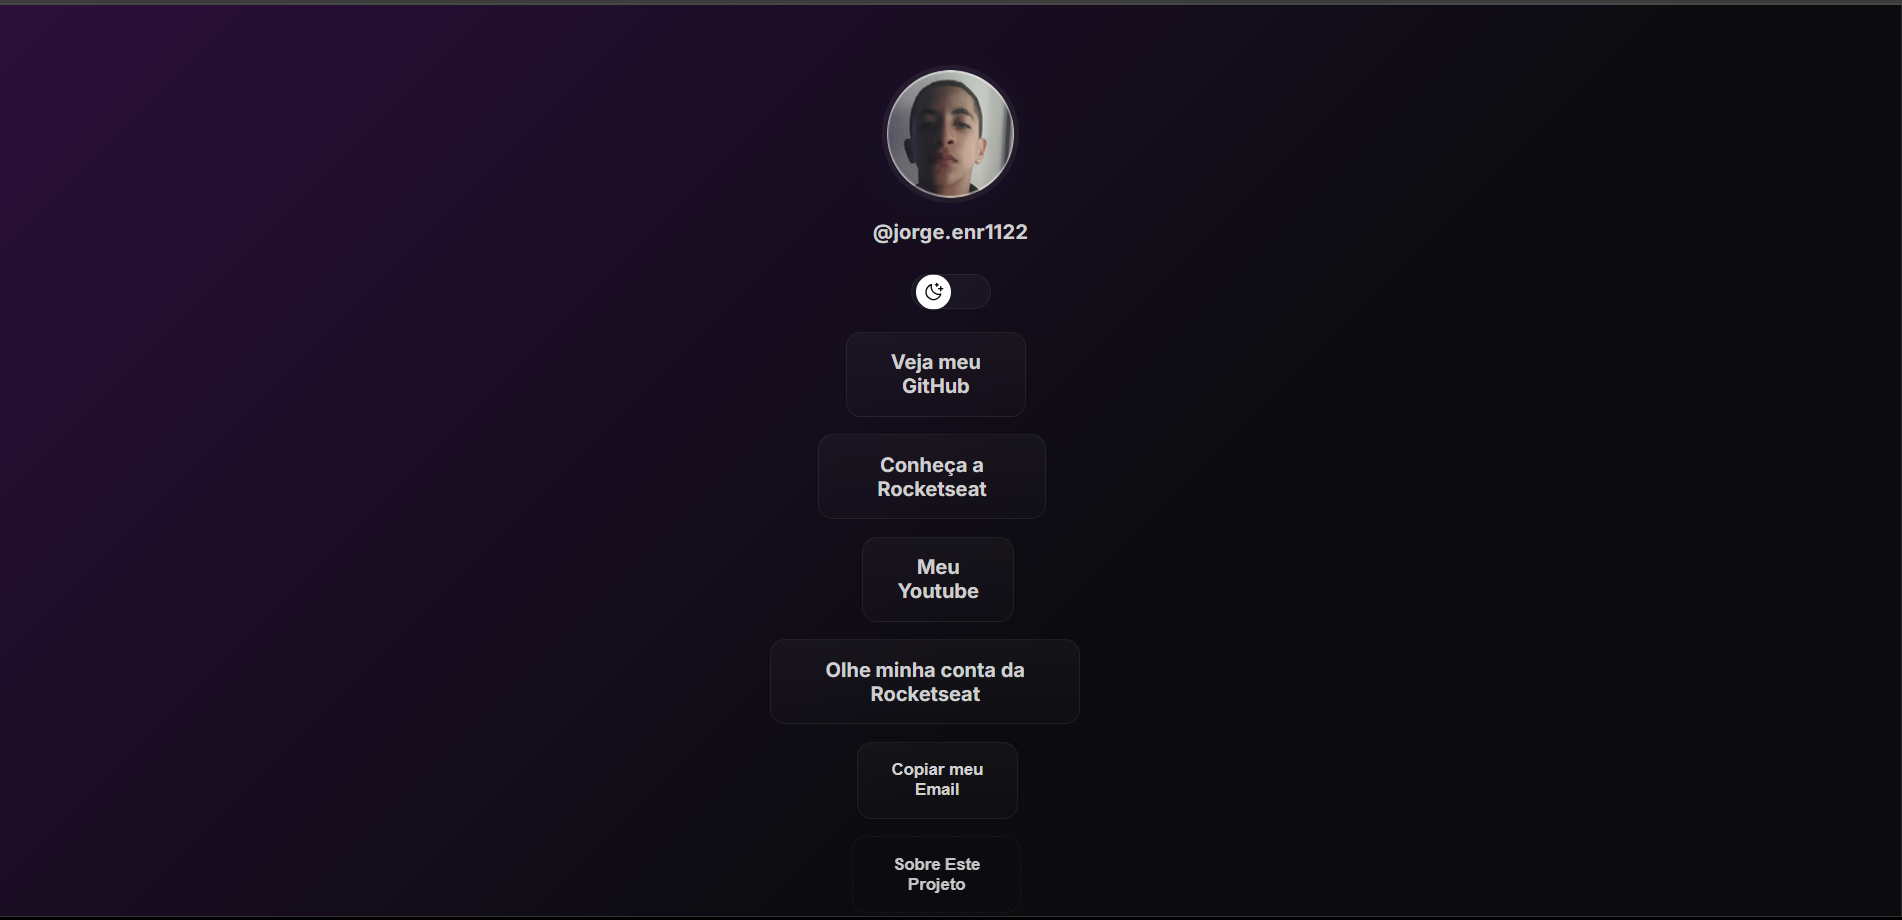 @jorge.enr1122
Veja meu
GitHub
Conheça a
Rocketseat
Meu
Youtube
Olhe minha conta da
Rocketseat
Copiar meu
Email
Sobre Este
Projeto